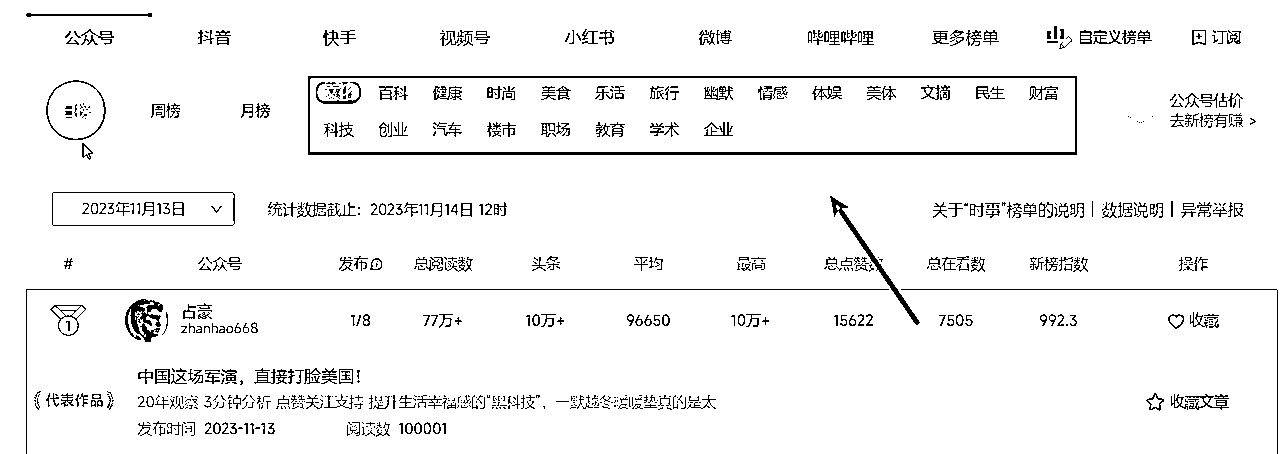 公众号 抖音 快手 视频号 小红书 微博 哔哩哔哩 更多榜单 自定义榜单 订阅
周榜 月榜
百科 健康 时尚 美食 乐活 旅行 幽默 情感 体娱 美体 文摘 民生 财富
科技 创业 汽车 楼市 职场 教育 学术 企业
公众号估价
去新榜有赚 >
2023年11月13日 统计数据截止：2023年11月14日 12时 关于“时事”榜单的说明 | 数据说明 | 异常举报
# 公众号 发布 总阅读数 头条 平均 最高 总点赞数 总在看数 新榜指数 操作
1 占豪 zhanhao668 1/8 77万+ 10万+ 96650 10万+ 15622 7505 992.3 收藏
中国这场军演，直接打脸美国！
代表作品 20年观察 3分钟分析 点赞关注支持 提升生活幸福感的“黑科技”，一款越冬暖暖垫真的是太 收藏文章
发布时间 2023-11-13 阅读数 100001